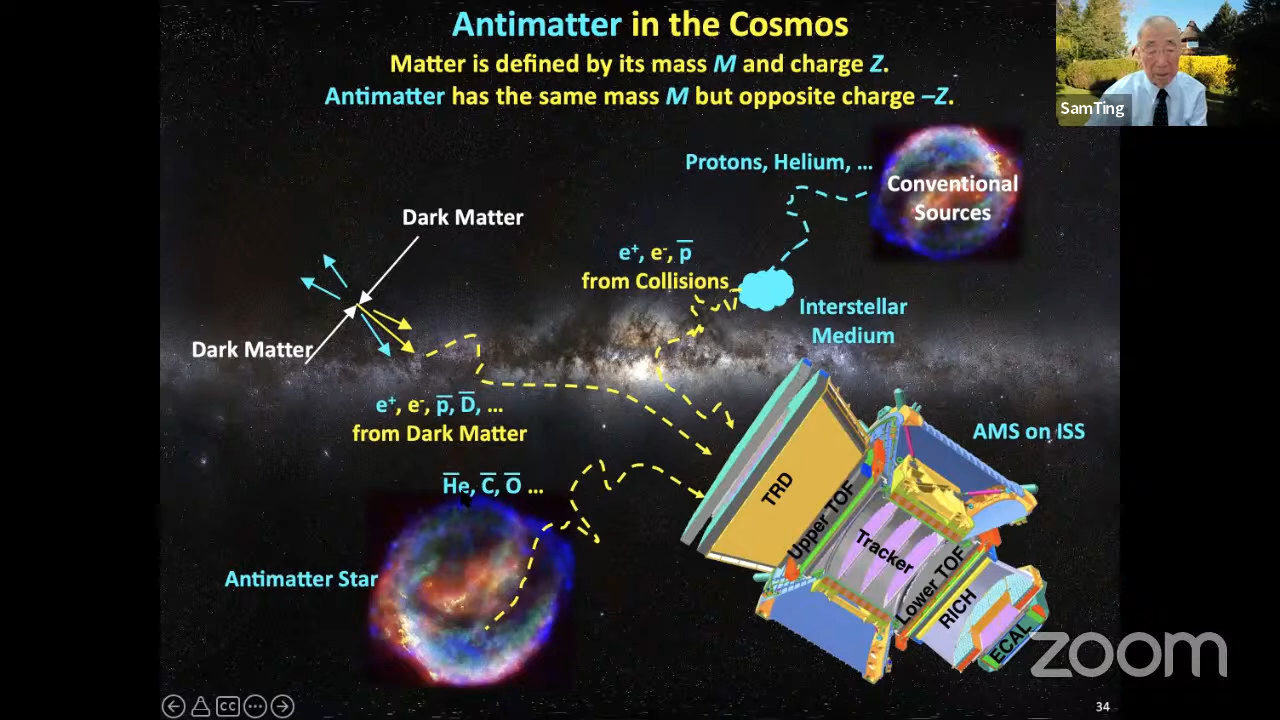 Antimatter in the Cosmos
Matter is defined by its mass M and charge Z.
Antimatter has the same mass M but opposite charge –Z.
SamTing
Protons, Helium, ...
Conventional
Sources
Dark Matter
e⁺, e⁻, p̅
from Collisions
Interstellar
Medium
Dark Matter
e⁺, e⁻, p̅, D̅, ...
from Dark Matter
AMS on ISS
H̅e, C̅, O̅ ...
Antimatter Star
TRD
Upper TOF
Tracker
Lower TOF
RICH
ECAL
zoom
CC
34